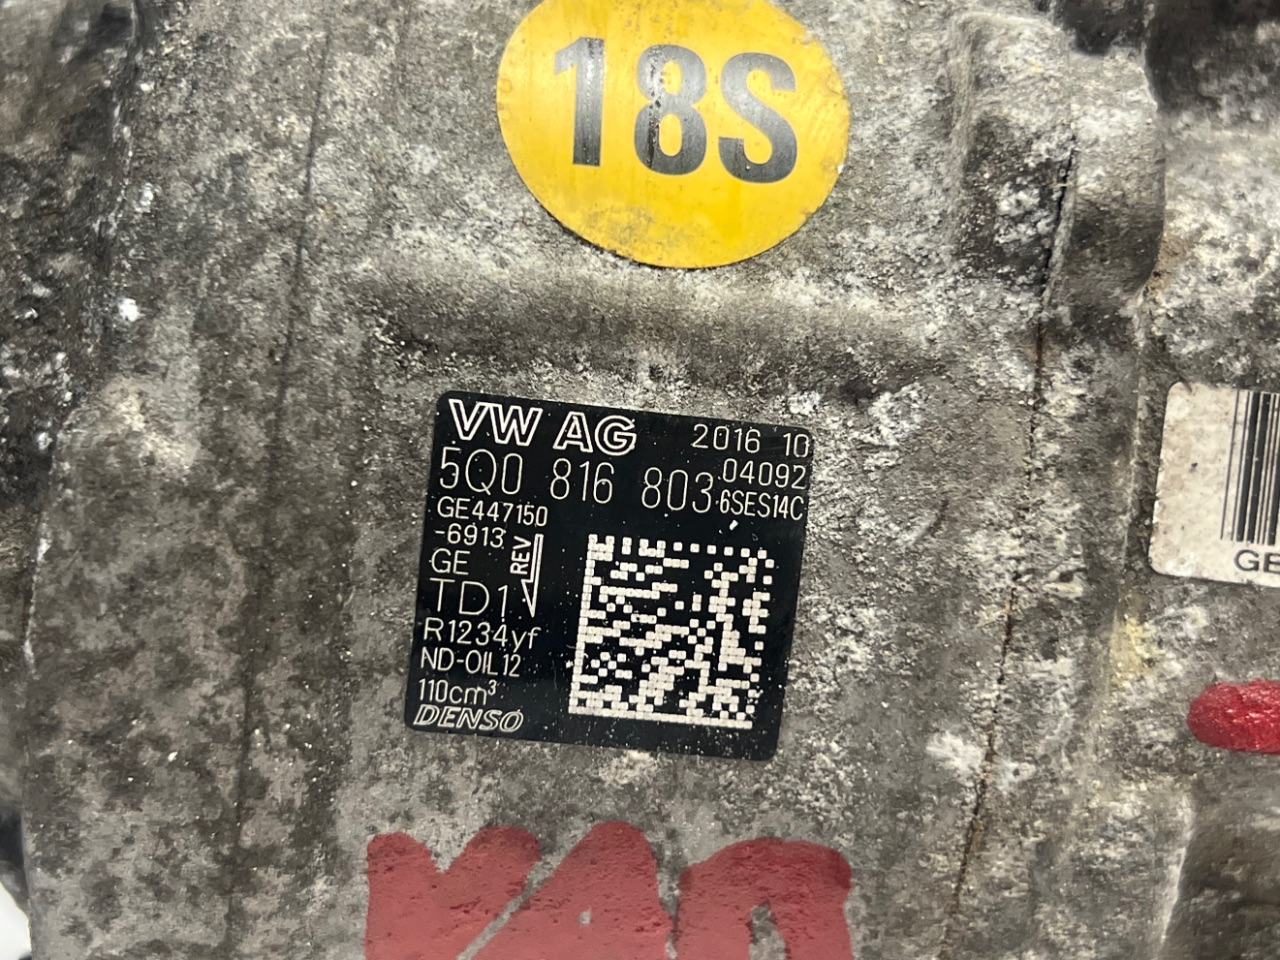 18S
VW AG 2016 10
5Q0 816 803 04092
6SES14C
GE447150
-6913
GE REV
TD1
R1234yf
ND-OIL12
110cm³
DENSO
GE